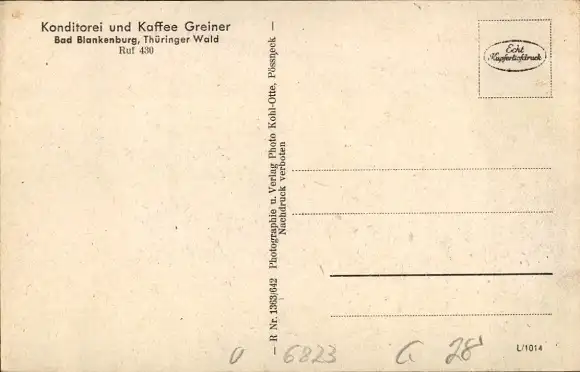 Konditorei und Kaffee Greiner
Bad Blankenburg, Thüringer Wald
Ruf 430
— R Nr. 1363/642 Photographie u. Verlag Photo Kohl-Otte, Pössneck —
Nachdruck verboten
Echt
Kupfertiefdruck
6823
28
L/1014